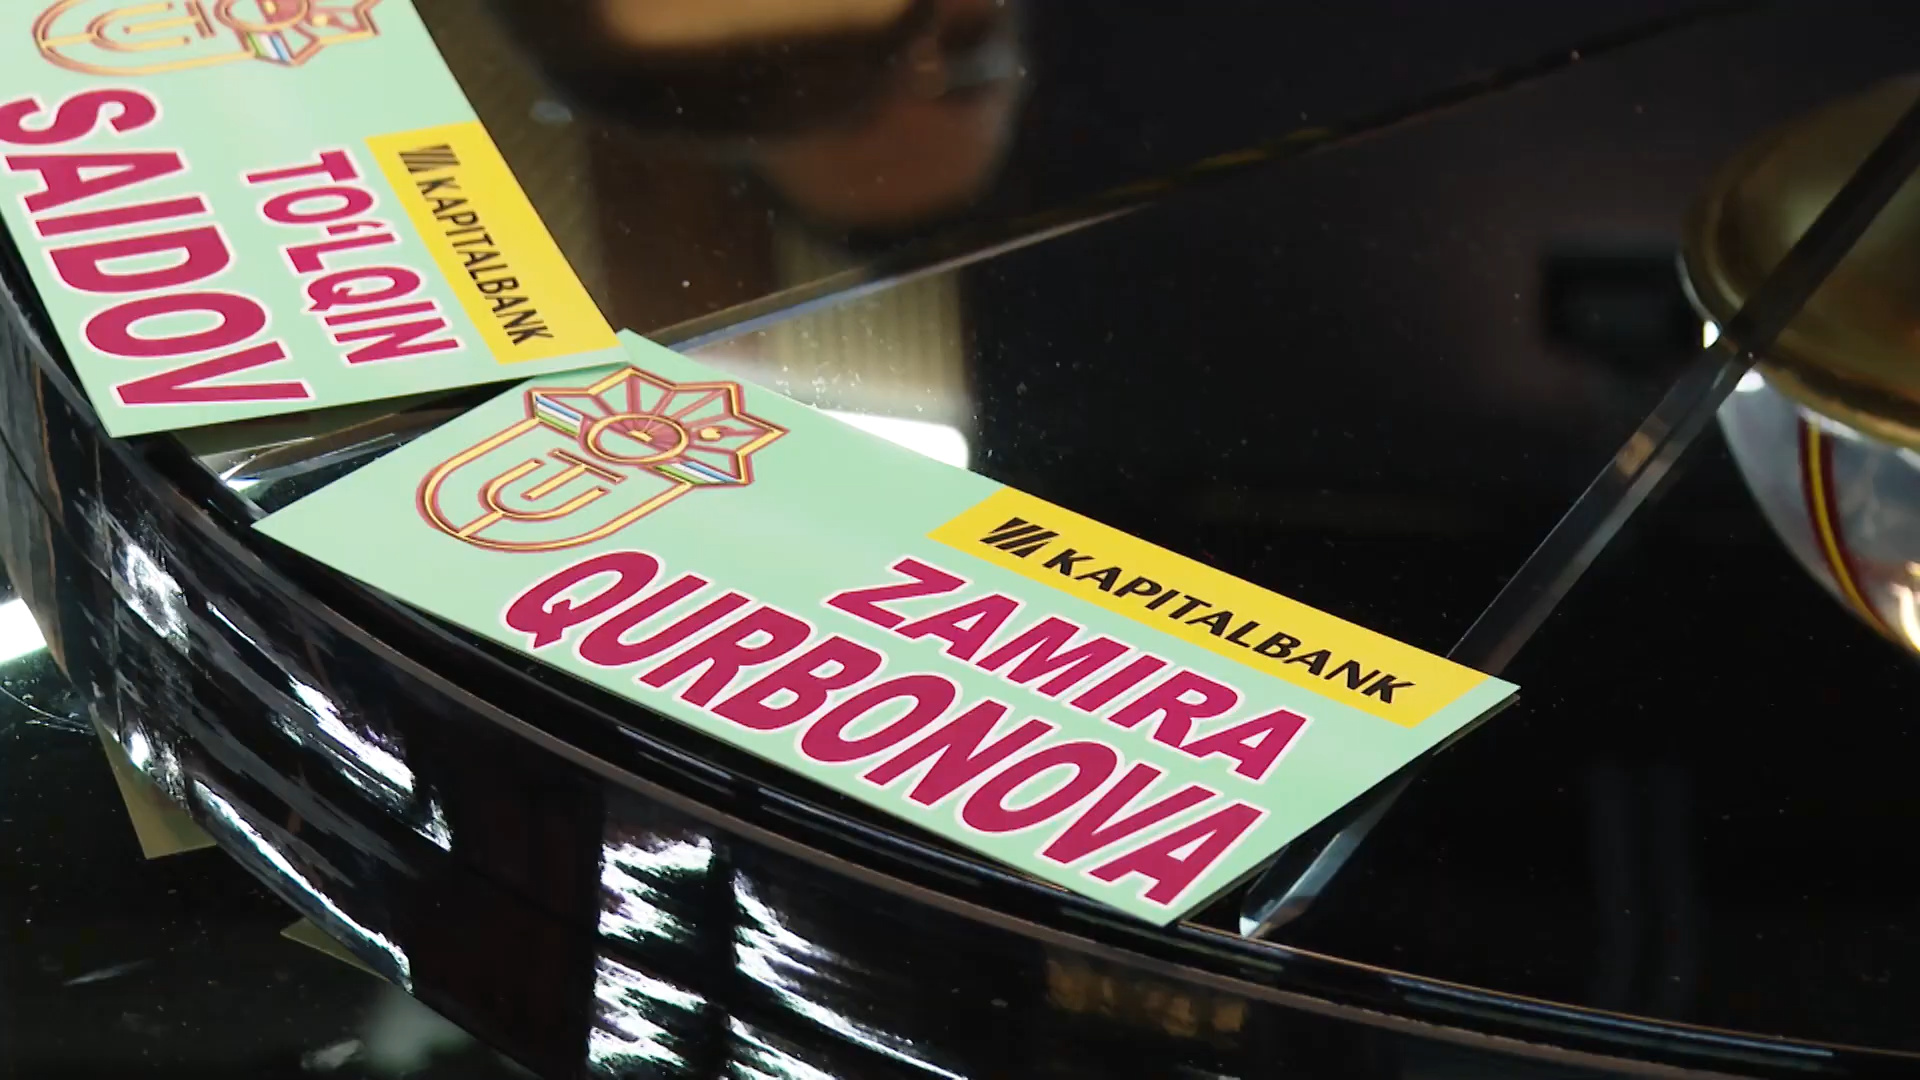 KAPITALBANK
TO‘LQIN
SAIDOV
KAPITALBANK
ZAMIRA
QURBONOVA